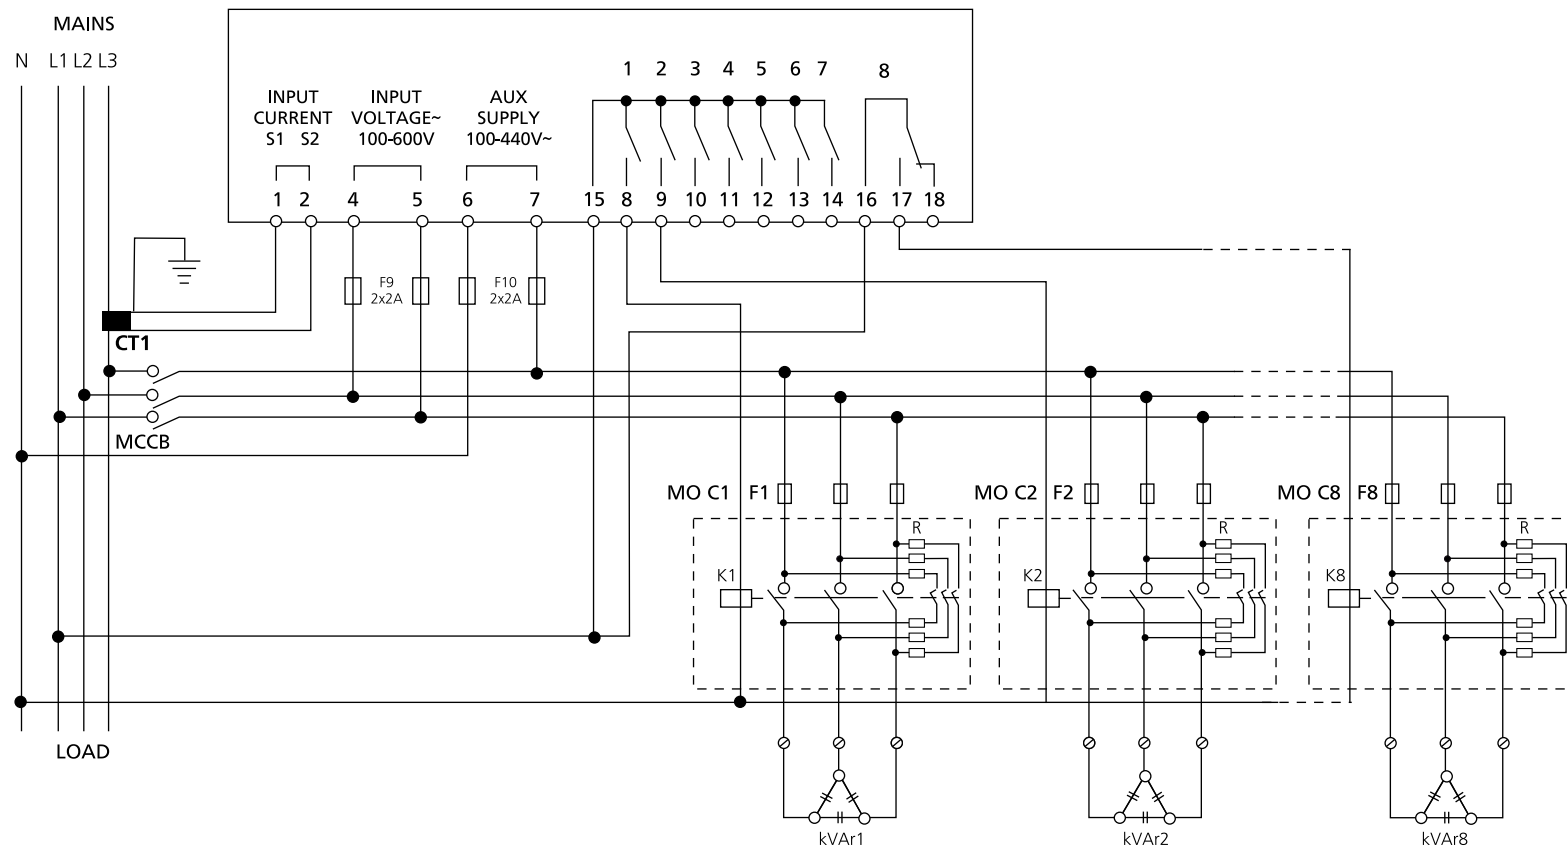 MAINS
N L1 L2 L3
1 2 3 4 5 6 7 8
INPUT CURRENT
S1 S2
INPUT VOLTAGE~
100-600V
AUX SUPPLY
100-440V~
1 2 4 5 6 7 15 8 9 10 11 12 13 14 16 17 18
F9
2x2A
F10
2x2A
CT1
MCCB
MO C1 F1 MO C2 F2 MO C8 F8
R R R
K1 K2 K8
LOAD
kVAr1 kVAr2 kVAr8